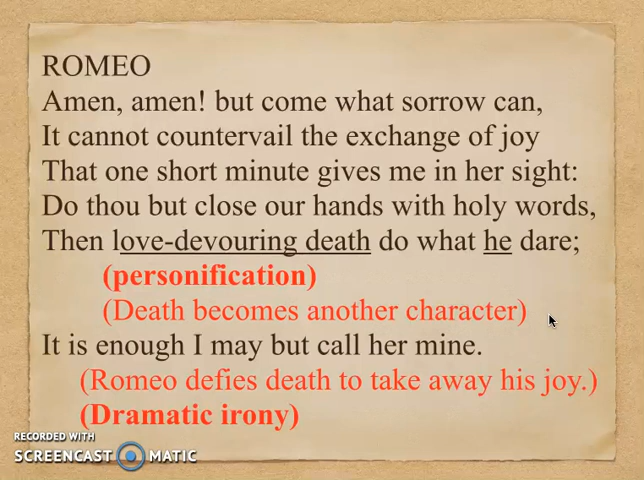 ROMEO
Amen, amen! but come what sorrow can,
It cannot countervail the exchange of joy
That one short minute gives me in her sight:
Do thou but close our hands with holy words,
Then love-devouring death do what he dare;
(personification)
(Death becomes another character)
It is enough I may but call her mine.
(Romeo defies death to take away his joy.)
(Dramatic irony)
RECORDED WITH
SCREENCAST MATIC